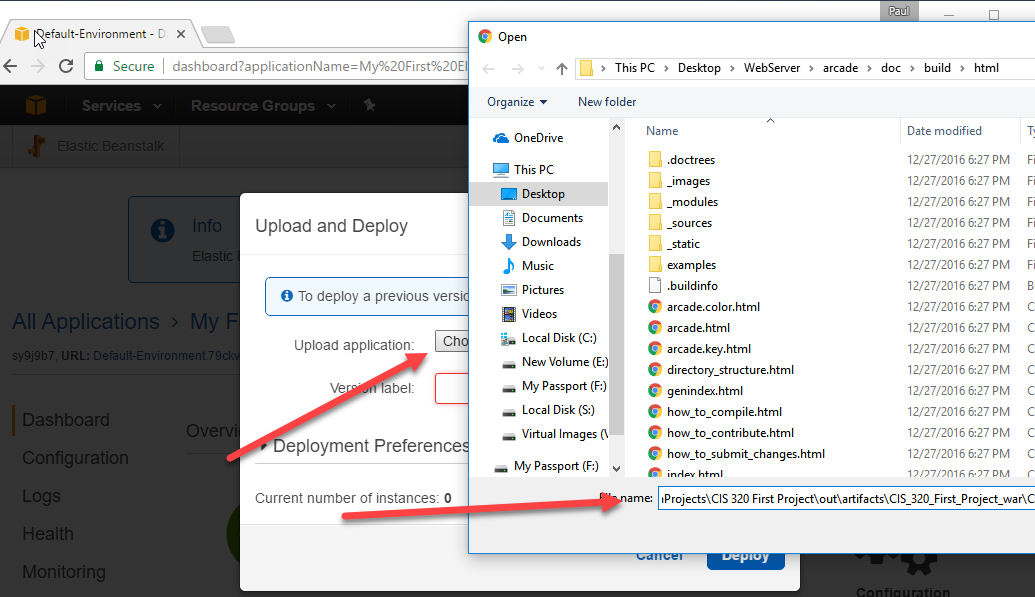 Paul
Default-Environment - D
Secure
dashboard?applicationName=My%20First%20El
Services
Resource Groups
Elastic Beanstalk
Info
Elastic
All Applications > My F
sy9j9b7, URL: Default-Environment.79ckv
Dashboard
Overvi
Configuration
Logs
Health
Monitoring
Upload and Deploy
To deploy a previous versio
Upload application:
Cho
Version label:
Deployment Preferences
Current number of instances: 0
Cancel
Deploy
Configuration
Open
This PC > Desktop > WebServer > arcade > doc > build > html
Organize
New folder
OneDrive
This PC
Desktop
Documents
Downloads
Music
Pictures
Videos
Local Disk (C:)
New Volume (E:)
My Passport (F:)
Local Disk (S:)
Virtual Images (\
My Passport (F:)
Name Date modified Ty
.doctrees 12/27/2016 6:27 PM Fi
_images 12/27/2016 6:27 PM Fi
_modules 12/27/2016 6:27 PM Fi
_sources 12/27/2016 6:27 PM Fi
_static 12/27/2016 6:27 PM Fi
examples 12/27/2016 6:27 PM Fi
.buildinfo 12/27/2016 6:27 PM B
arcade.color.html 12/27/2016 6:27 PM C
arcade.html 12/27/2016 6:27 PM C
arcade.key.html 12/27/2016 6:27 PM C
directory_structure.html 12/27/2016 6:27 PM C
genindex.html 12/27/2016 6:27 PM C
how_to_compile.html 12/27/2016 6:27 PM C
how_to_contribute.html 12/27/2016 6:27 PM C
how_to_submit_changes.html 12/27/2016 6:27 PM C
index.html 12/27/2016 6:27 PM C
File name:
Projects\CIS 320 First Project\out\artifacts\CIS_320_First_Project_war\C